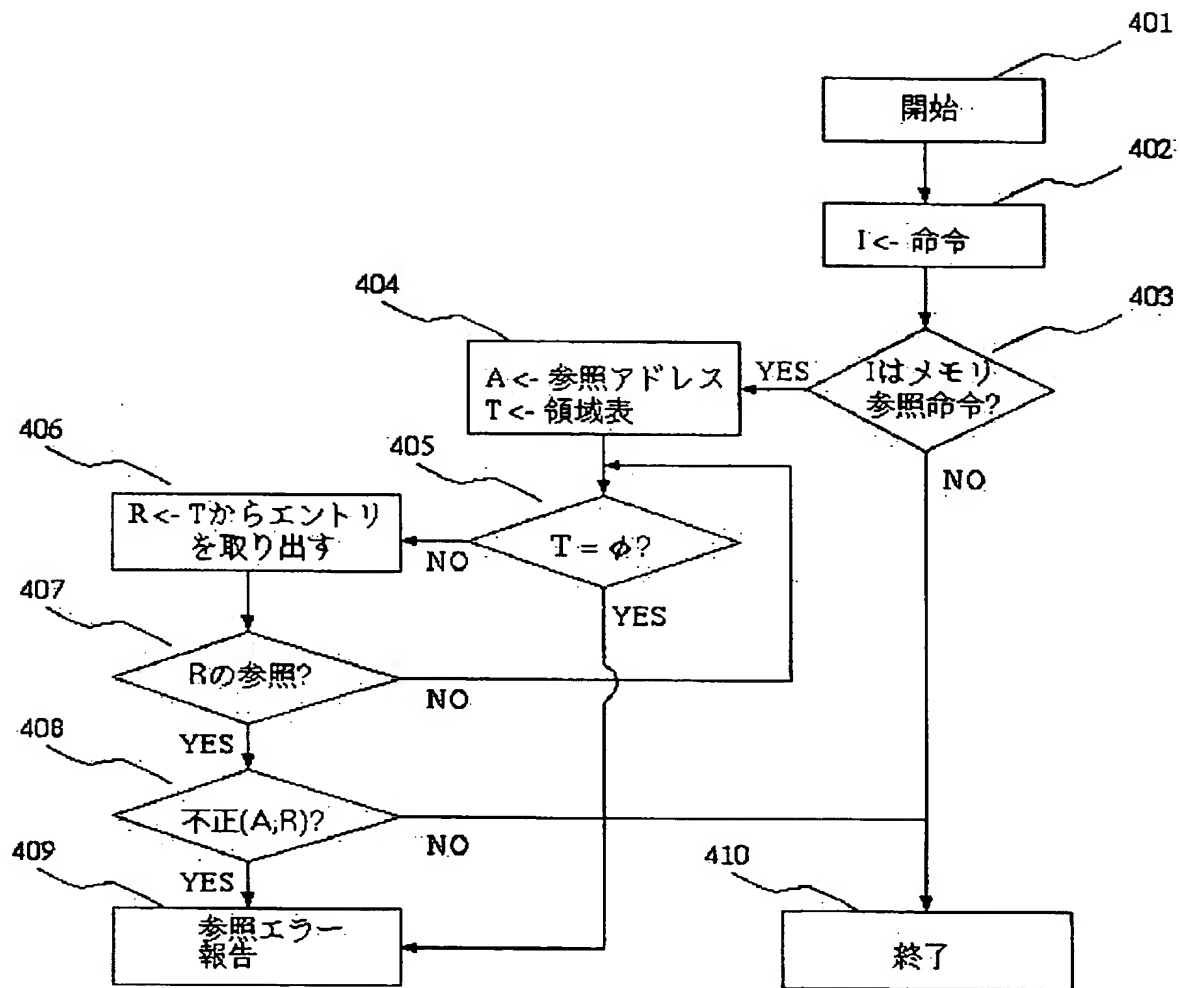 401
開始
402
I <- 命令
403
Iはメモリ
参照命令?
YES
NO
404
A <- 参照アドレス
T <- 領域表
405
T = φ?
NO
YES
406
R <- Tからエントリ
を取り出す
407
Rの参照?
NO
YES
408
不正(A,R)?
NO
YES
409
参照エラー
報告
410
終了